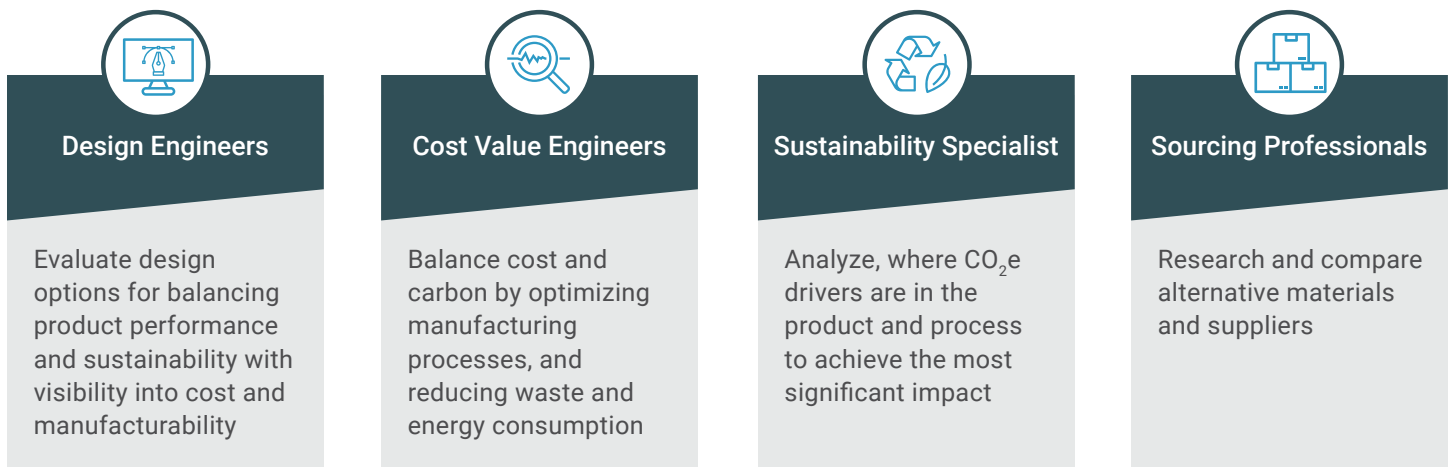 Design Engineers
Evaluate design
options for balancing
product performance
and sustainability with
visibility into cost and
manufacturability
Cost Value Engineers
Balance cost and
carbon by optimizing
manufacturing
processes, and
reducing waste and
energy consumption
Sustainability Specialist
Analyze, where CO₂e
drivers are in the
product and process
to achieve the most
significant impact
Sourcing Professionals
Research and compare
alternative materials
and suppliers